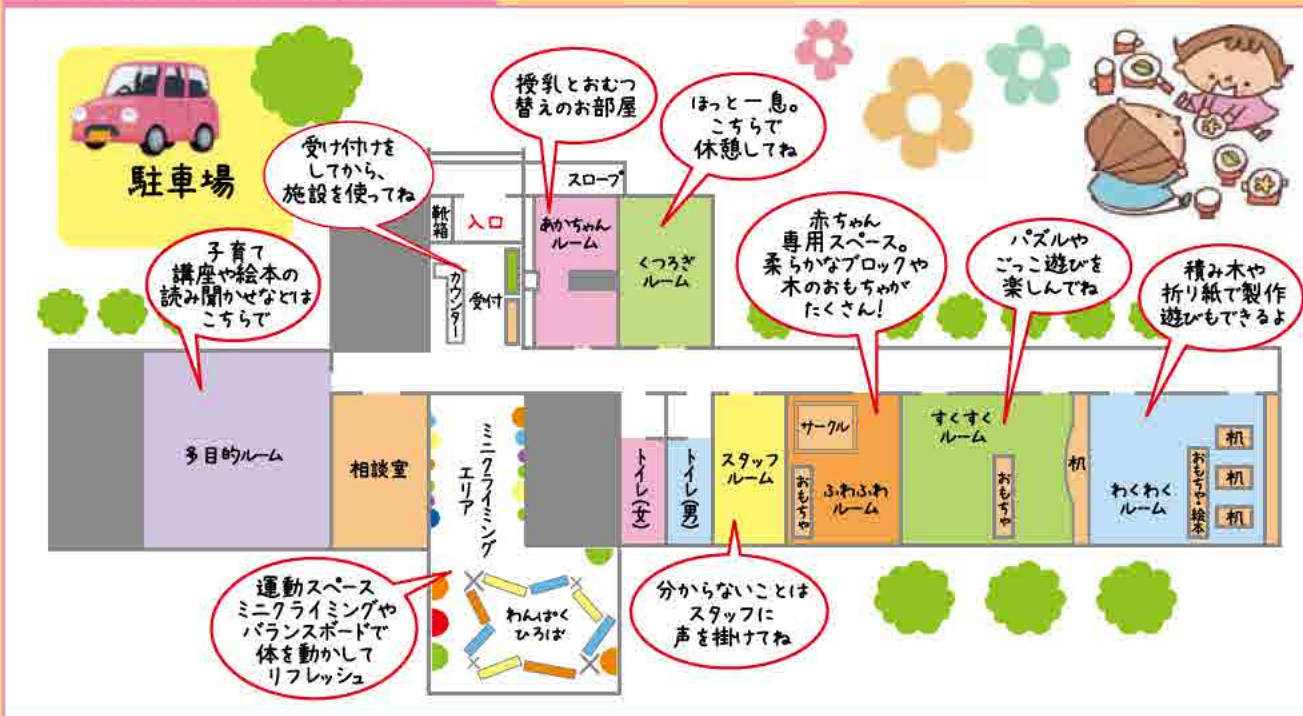 駐車場
受け付けを
してから、
施設を使ってね
授乳とおむつ
替えのお部屋
ほっと一息。
こちらで
休憩してね
スロープ
靴箱
入口
あかちゃん
ルーム
くつろぎ
ルーム
カウンター
受付
子育て
講座や絵本の
読み聞かせなどは
こちらで
赤ちゃん
専用スペース。
柔らかなブロックや
木のおもちゃが
たくさん!
パズルや
ごっこ遊びを
楽しんでね
積み木や
折り紙で製作
遊びもできるよ
多目的ルーム
相談室
ミニクライミング
エリア
トイレ(女)
トイレ(男)
スタッフ
ルーム
サークル
おもちゃ
ふわふわ
ルーム
すくすく
ルーム
おもちゃ
机
わくわく
ルーム
おもちゃ・絵本
机
机
机
運動スペース
ミニクライミングや
バランスボードで
体を動かして
リフレッシュ
わんぱく
ひろば
分からないことは
スタッフに
声を掛けてね